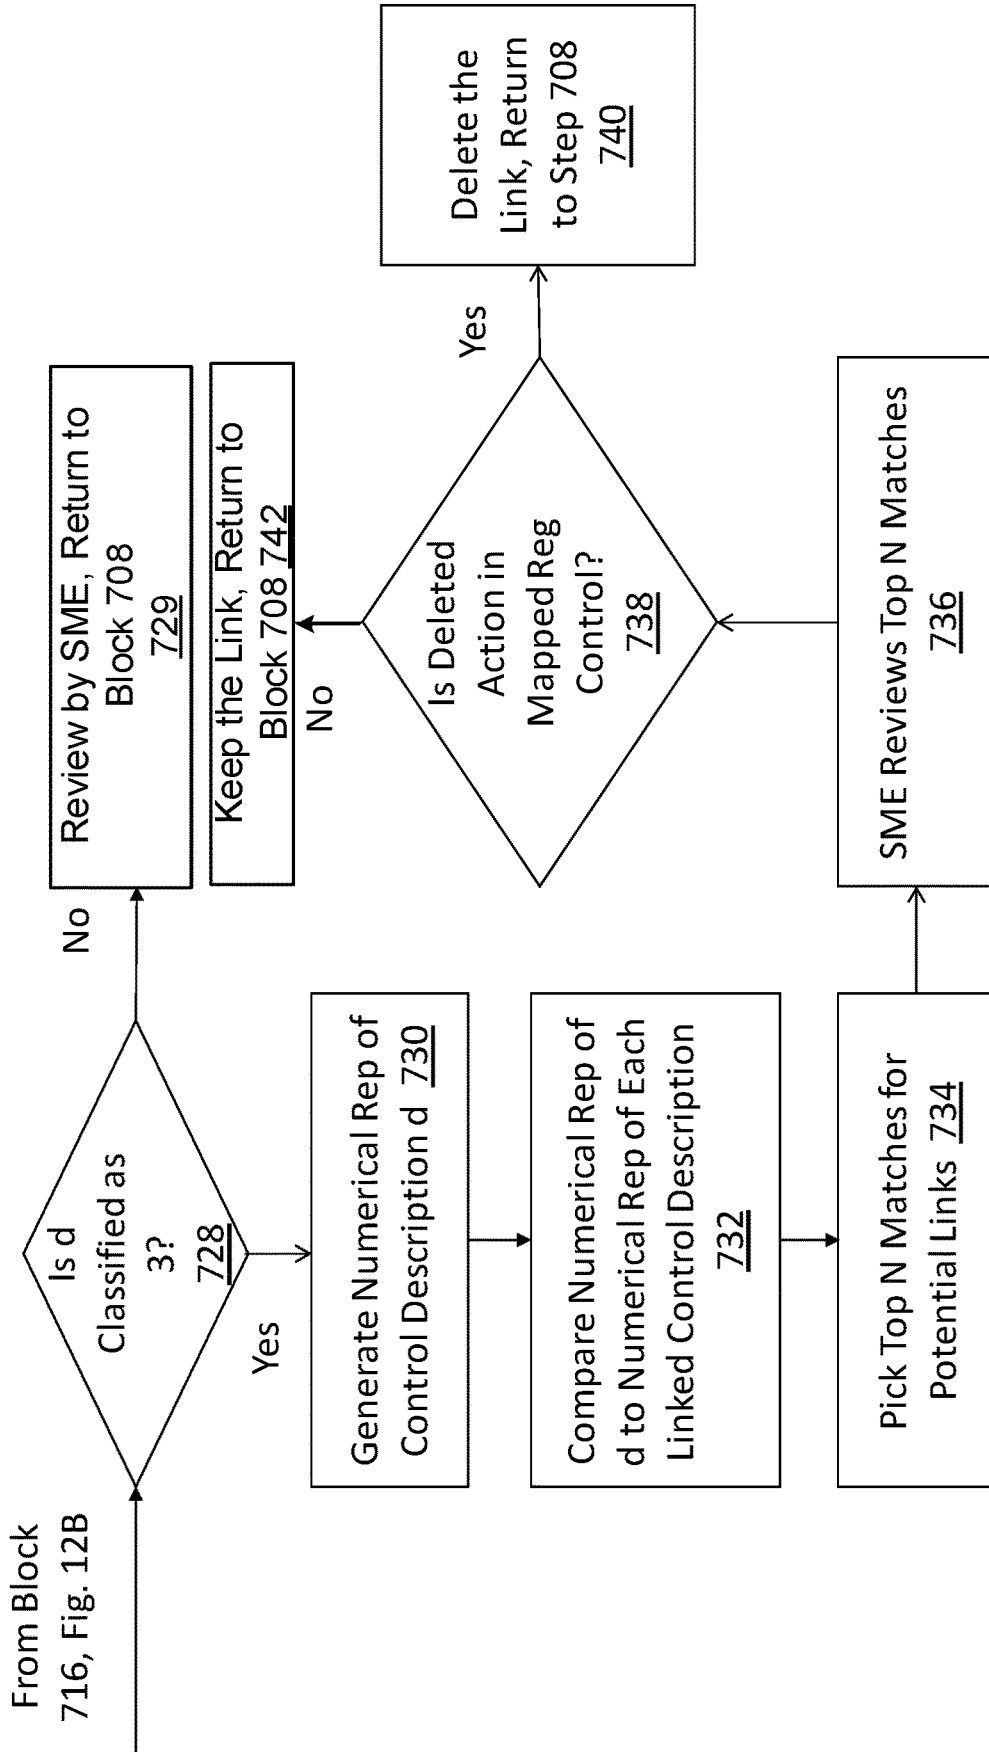 From Block
716, Fig. 12B
Is d
Classified as
3?
728
No
Review by SME, Return to
Block 708
729
Yes
Generate Numerical Rep of
Control Description d 730
Compare Numerical Rep of
d to Numerical Rep of Each
Linked Control Description
732
Pick Top N Matches for
Potential Links 734
SME Reviews Top N Matches
736
Is Deleted
Action in
Mapped Reg
Control?
738
No
Keep the Link, Return to
Block 708 742
Yes
Delete the
Link, Return
to Step 708
740